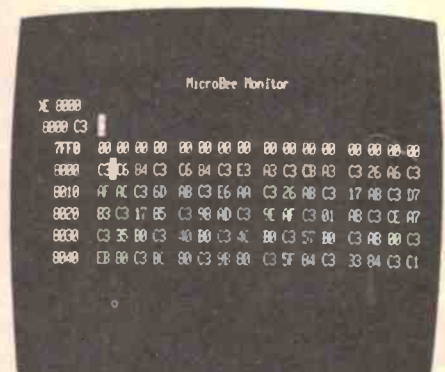 MicroBee Monitor
XE 8000
8000 C3
7FF0 00 00 00 00 00 00 00 00 00 00 00 00 00 00 00 00
8000 C3 C6 84 C3 C6 84 C3 E3 A3 C3 CB A3 C3 26 A6 C3
8010 AF AC C3 6D AB C3 E6 AA C3 26 AB C3 17 AB C3 D7
8020 83 C3 17 B5 C3 98 AD C3 9E AF C3 01 AB C3 CE A7
8030 C3 35 B0 C3 40 B0 C3 4C B0 C3 57 B0 C3 AB 00 C3
8040 EB 80 C3 BC 80 C3 9B 80 C3 5F 84 C3 33 84 C3 C1